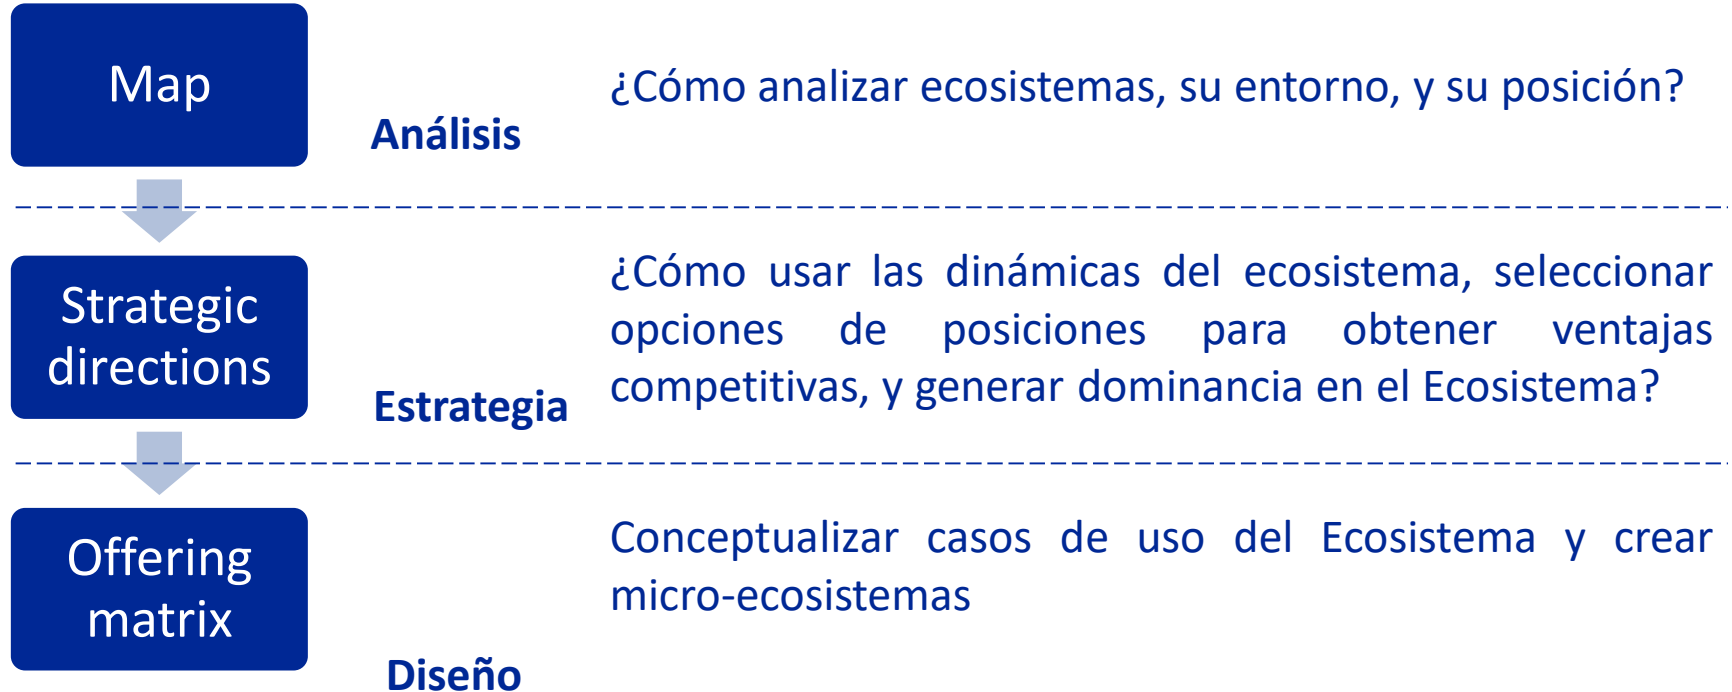 Map
Análisis
¿Cómo analizar ecosistemas, su entorno, y su posición?
Strategic
directions
Estrategia
¿Cómo usar las dinámicas del ecosistema, seleccionar
opciones de posiciones para obtener ventajas
competitivas, y generar dominancia en el Ecosistema?
Offering
matrix
Diseño
Conceptualizar casos de uso del Ecosistema y crear
micro-ecosistemas